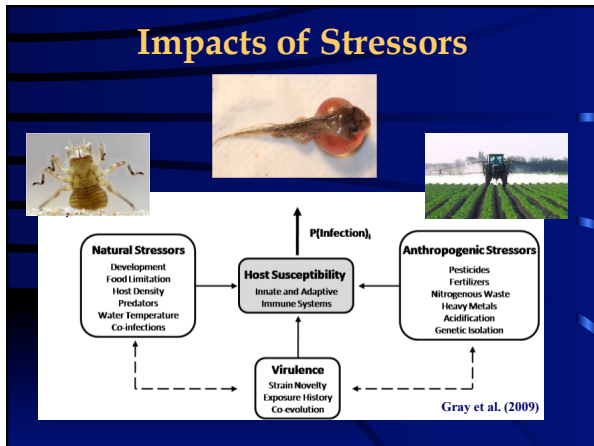 Impacts of Stressors
P(Infection)i
Natural Stressors
Development
Food Limitation
Host Density
Predators
Water Temperature
Co-infections
Host Susceptibility
Innate and Adaptive
Immune Systems
Anthropogenic Stressors
Pesticides
Fertilizers
Nitrogenous Waste
Heavy Metals
Acidification
Genetic Isolation
Virulence
Strain Novelty
Exposure History
Co-evolution
Gray et al. (2009)